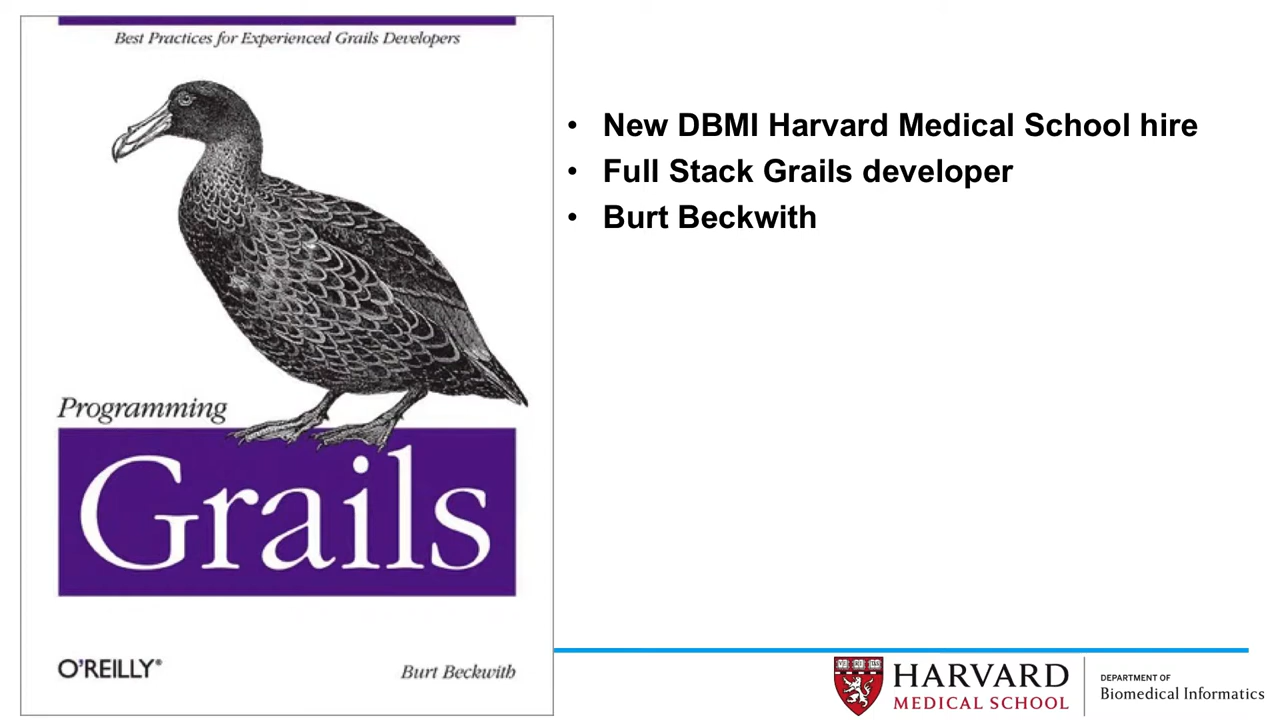 Best Practices for Experienced Grails Developers
Programming
Grails
O'REILLY®
Burt Beckwith
• New DBMI Harvard Medical School hire
• Full Stack Grails developer
• Burt Beckwith
HARVARD
MEDICAL SCHOOL
DEPARTMENT OF
Biomedical Informatics